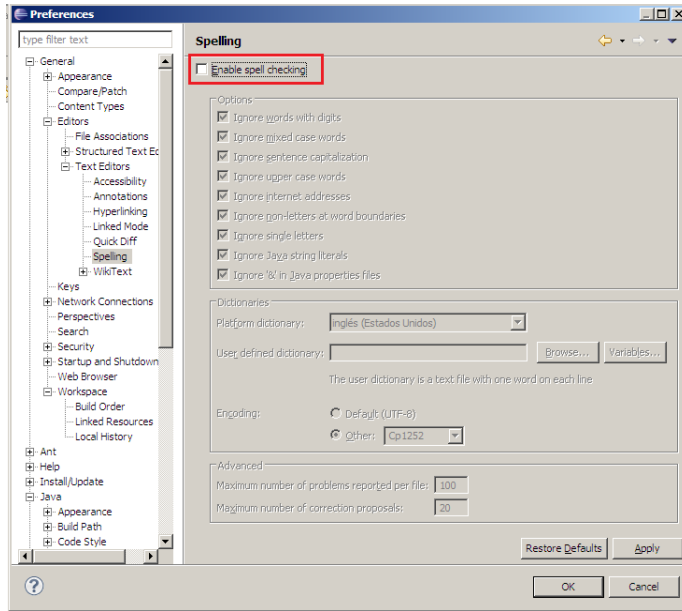 Preferences
type filter text
General
Appearance
Compare/Patch
Content Types
Editors
File Associations
Structured Text Ec
Text Editors
Accessibility
Annotations
Hyperlinking
Linked Mode
Quick Diff
Spelling
WikiText
Keys
Network Connections
Perspectives
Search
Security
Startup and Shutdown
Web Browser
Workspace
Build Order
Linked Resources
Local History
Ant
Help
Install/Update
Java
Appearance
Build Path
Code Style
Spelling
Enable spell checking
Options
Ignore words with digits
Ignore mixed case words
Ignore sentence capitalization
Ignore upper case words
Ignore internet addresses
Ignore non-letters at word boundaries
Ignore single letters
Ignore Java string literals
Ignore '&' in Java properties files
Dictionaries
Platform dictionary: inglés (Estados Unidos)
User defined dictionary: Browse... Variables...
The user dictionary is a text file with one word on each line
Encoding: Default (UTF-8)
Other: Cp1252
Advanced
Maximum number of problems reported per file: 100
Maximum number of correction proposals: 20
Restore Defaults Apply
? OK Cancel